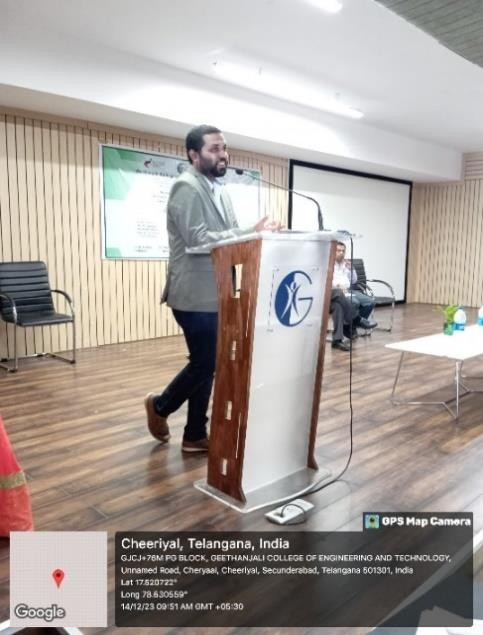 G
GPS Map Camera
Cheeriyal, Telangana, India
GJCJ+76M PG BLOCK, GEETHANJALI COLLEGE OF ENGINEERING AND TECHNOLOGY,
Unnamed Road, Cheryaal, Cheeriyal, Secunderabad, Telangana 501301, India
Lat 17.520722°
Long 78.630559°
14/12/23 09:51 AM GMT +05:30
Google